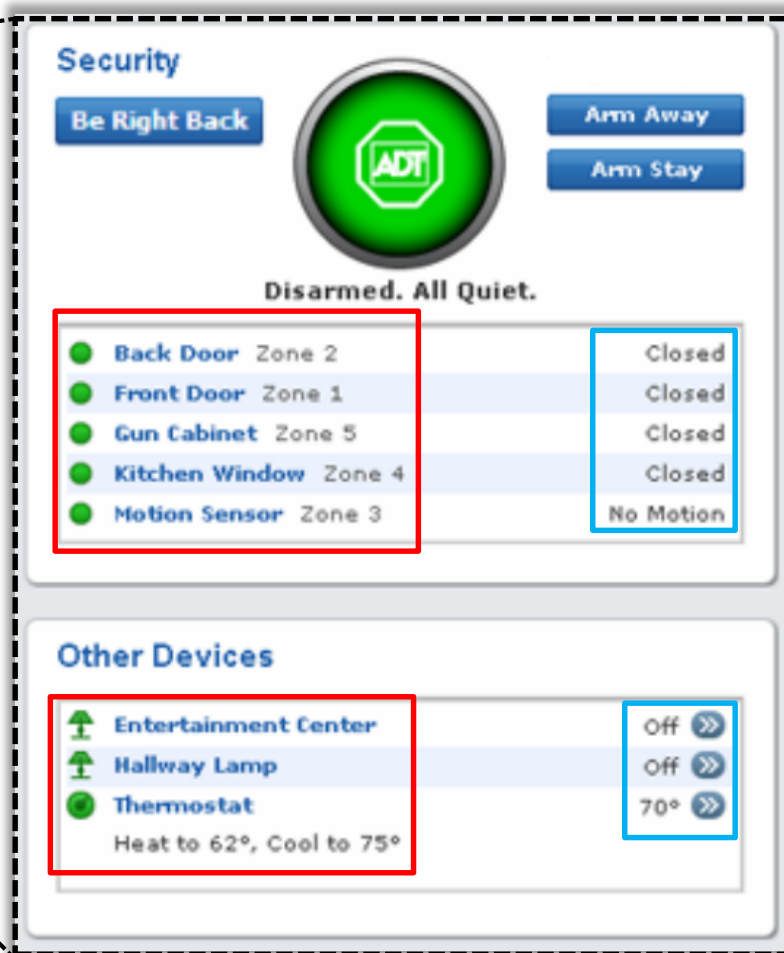 Security
Be Right Back
ADT
Arm Away
Arm Stay
Disarmed. All Quiet.
Back Door Zone 2 Closed
Front Door Zone 1 Closed
Gun Cabinet Zone 5 Closed
Kitchen Window Zone 4 Closed
Motion Sensor Zone 3 No Motion
Other Devices
Entertainment Center Off
Hallway Lamp Off
Thermostat 70°
Heat to 62°, Cool to 75°